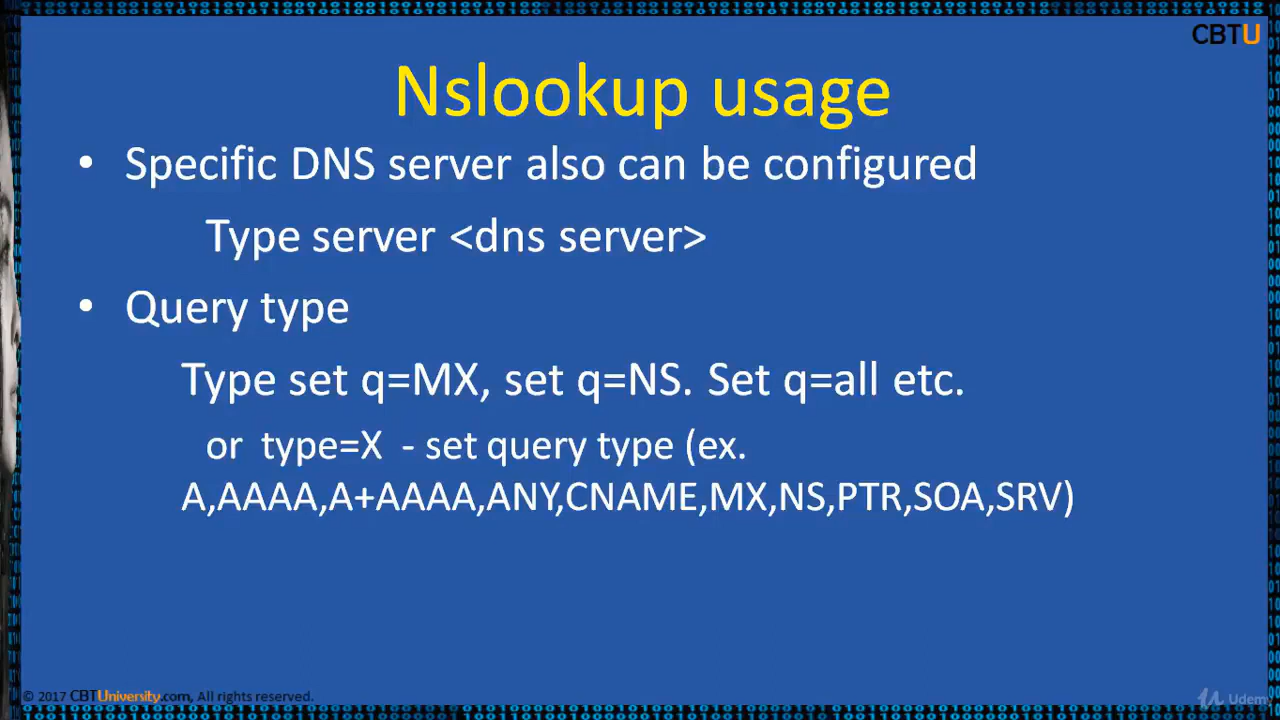 CBTU
Nslookup usage
• Specific DNS server also can be configured
Type server <dns server>
• Query type
Type set q=MX, set q=NS. Set q=all etc.
or type=X - set query type (ex.
A,AAAA,A+AAAA,ANY,CNAME,MX,NS,PTR,SOA,SRV)
© 2017 CBTUniversity.com, All rights reserved.
Udemy